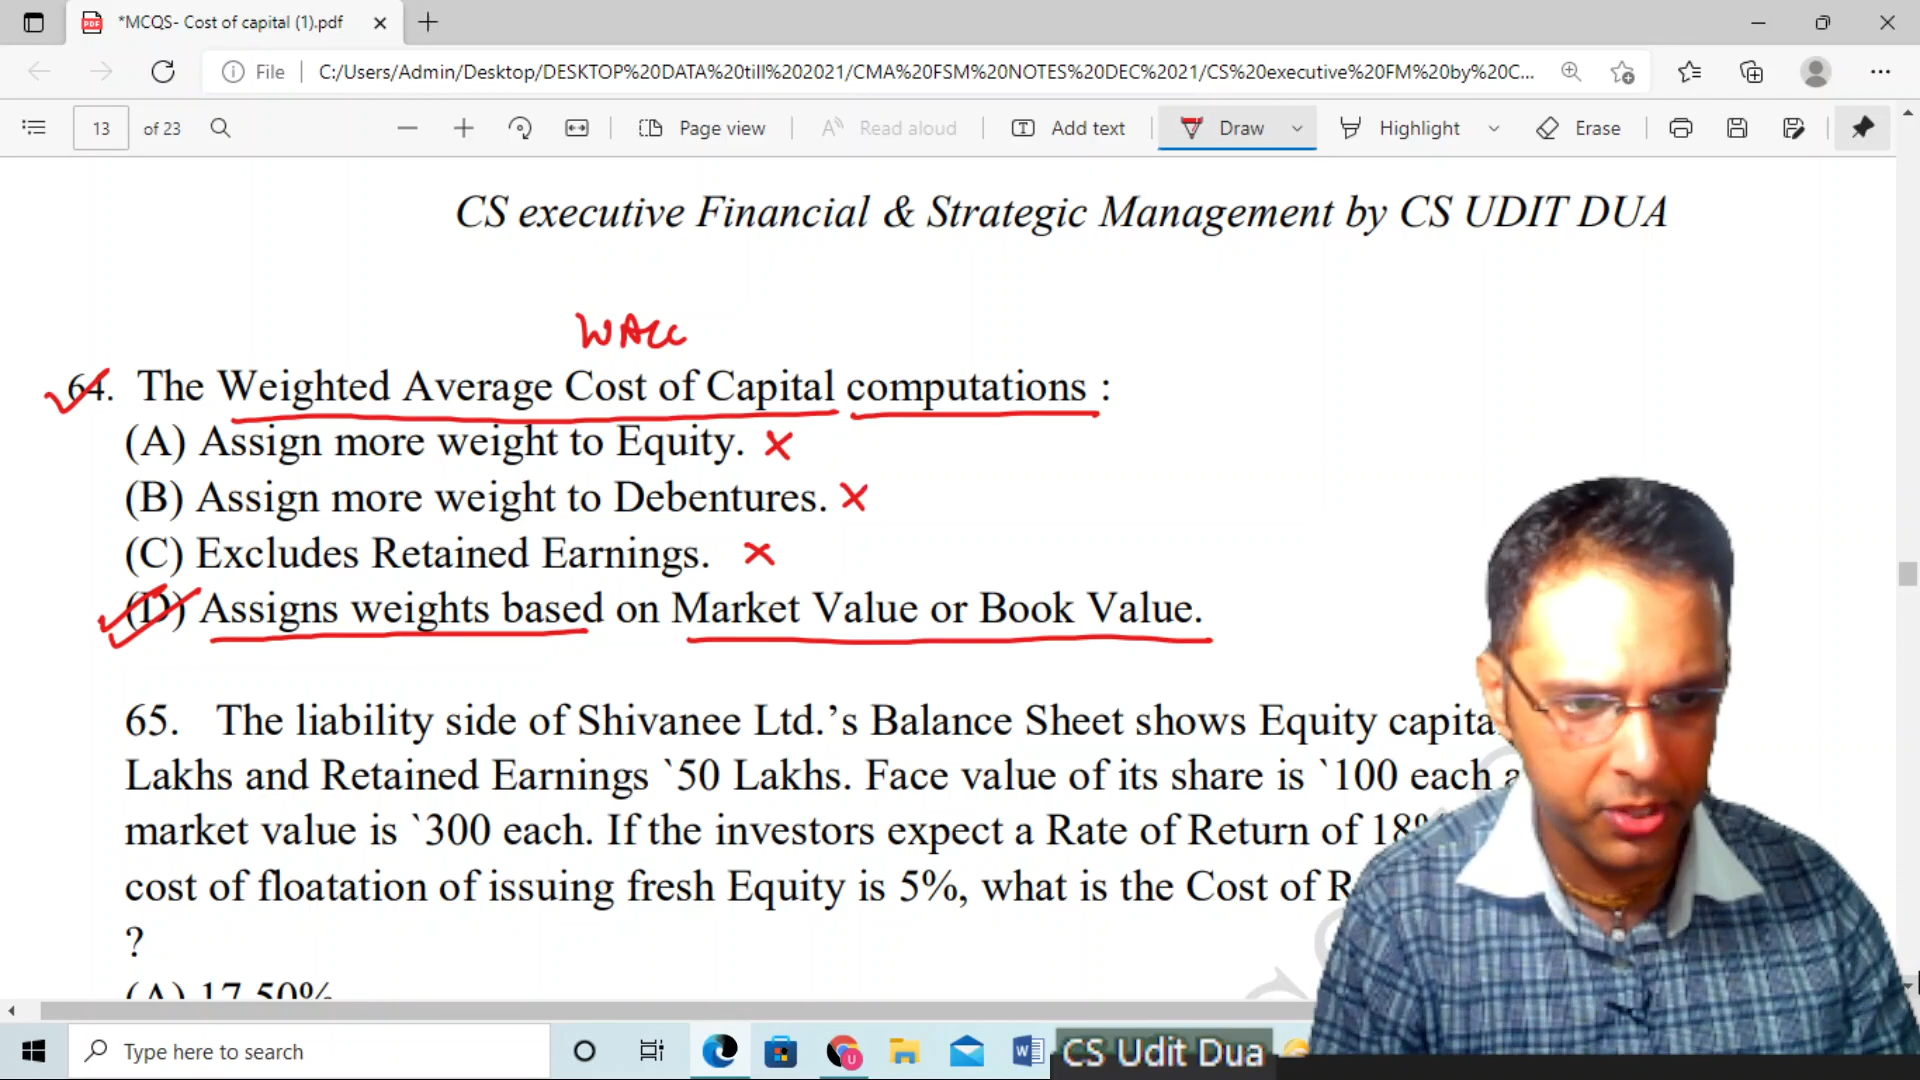 *MCQS- Cost of capital (1).pdf
File C:/Users/Admin/Desktop/DESKTOP%20DATA%20till%202021/CMA%20FSM%20NOTES%20DEC%2021/CS%20executive%20FM%20by%20C...
13 of 23 Page view Read aloud Add text Draw Highlight Erase
CS executive Financial & Strategic Management by CS UDIT DUA
WACC
64. The Weighted Average Cost of Capital computations :
(A) Assign more weight to Equity.
(B) Assign more weight to Debentures.
(C) Excludes Retained Earnings.
(D) Assigns weights based on Market Value or Book Value.
65. The liability side of Shivanee Ltd.’s Balance Sheet shows Equity capita
Lakhs and Retained Earnings `50 Lakhs. Face value of its share is `100 each
market value is `300 each. If the investors expect a Rate of Return of 18%
cost of floatation of issuing fresh Equity is 5%, what is the Cost of R
?
(A) 17.50%
Type here to search
CS Udit Dua